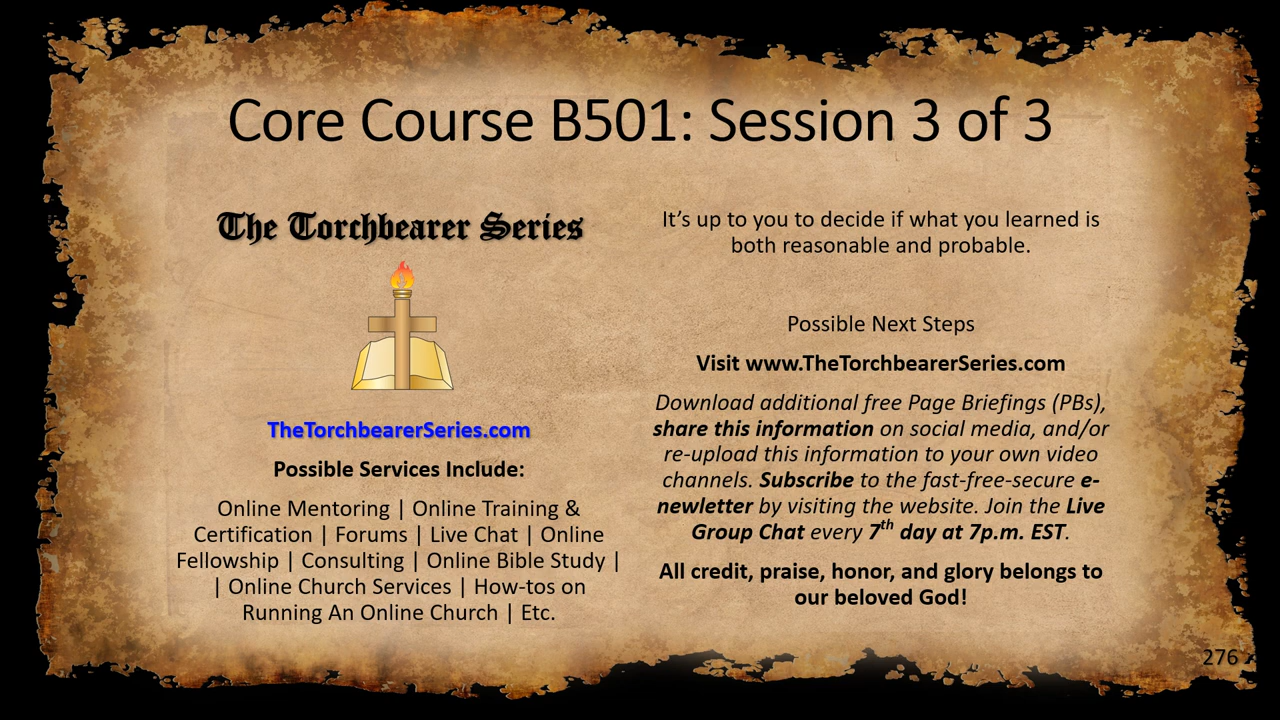 Core Course B501: Session 3 of 3
The Torchbearer Series
TheTorchbearerSeries.com
Possible Services Include:
Online Mentoring | Online Training &
Certification | Forums | Live Chat | Online
Fellowship | Consulting | Online Bible Study |
| Online Church Services | How-tos on
Running An Online Church | Etc.
It’s up to you to decide if what you learned is
both reasonable and probable.
Possible Next Steps
Visit www.TheTorchbearerSeries.com
Download additional free Page Briefings (PBs),
share this information on social media, and/or
re-upload this information to your own video
channels. Subscribe to the fast-free-secure e-
newletter by visiting the website. Join the Live
Group Chat every 7th day at 7p.m. EST.
All credit, praise, honor, and glory belongs to
our beloved God!
276